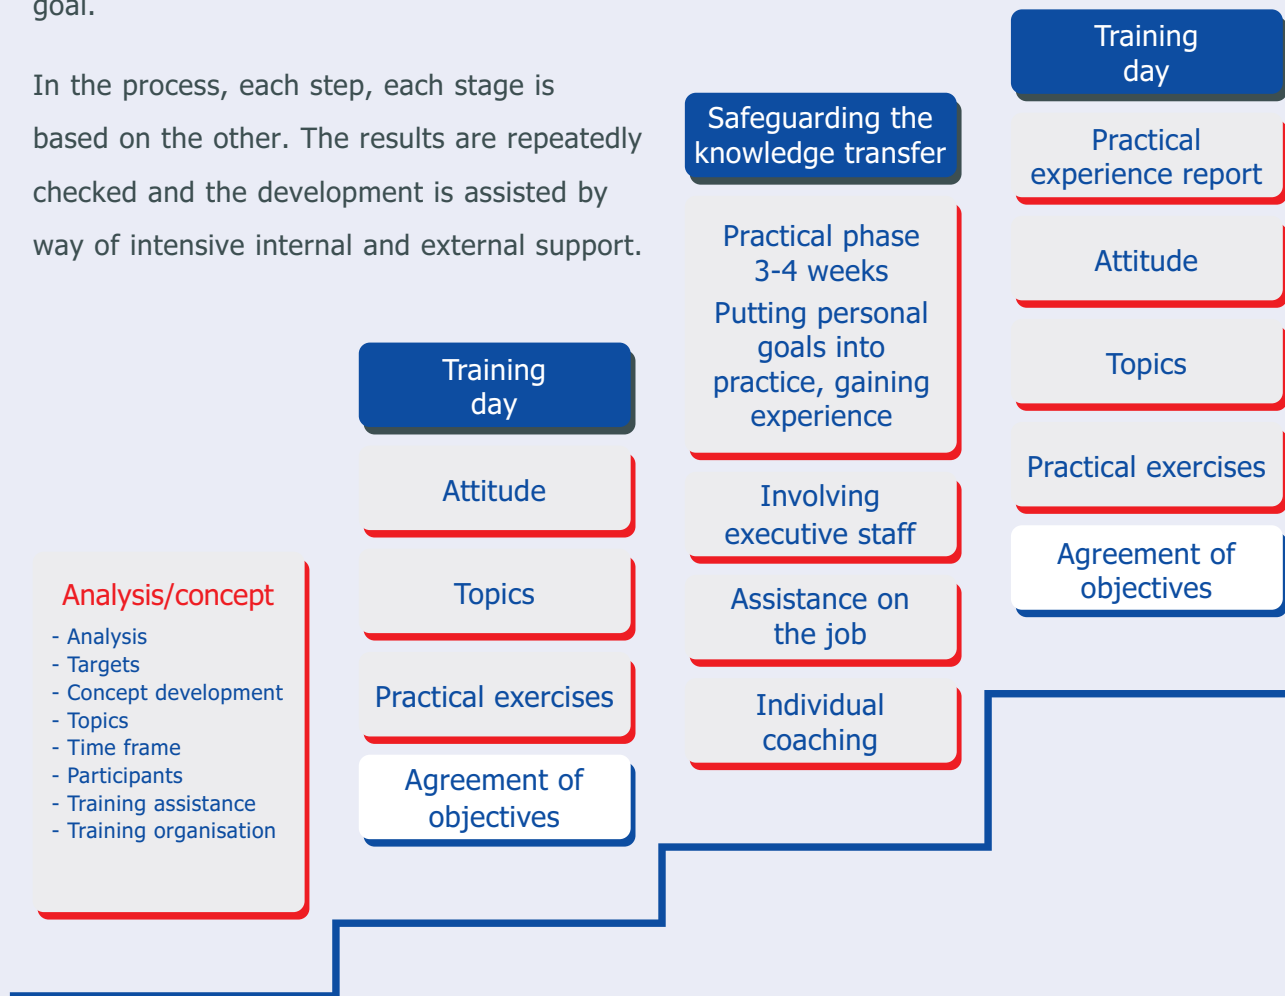 goal.
In the process, each step, each stage is
based on the other. The results are repeatedly
checked and the development is assisted by
way of intensive internal and external support.
Analysis/concept
- Analysis
- Targets
- Concept development
- Topics
- Time frame
- Participants
- Training assistance
- Training organisation
Training
day
Attitude
Topics
Practical exercises
Agreement of
objectives
Safeguarding the
knowledge transfer
Practical phase
3-4 weeks
Putting personal
goals into
practice, gaining
experience
Involving
executive staff
Assistance on
the job
Individual
coaching
Training
day
Practical
experience report
Attitude
Topics
Practical exercises
Agreement of
objectives